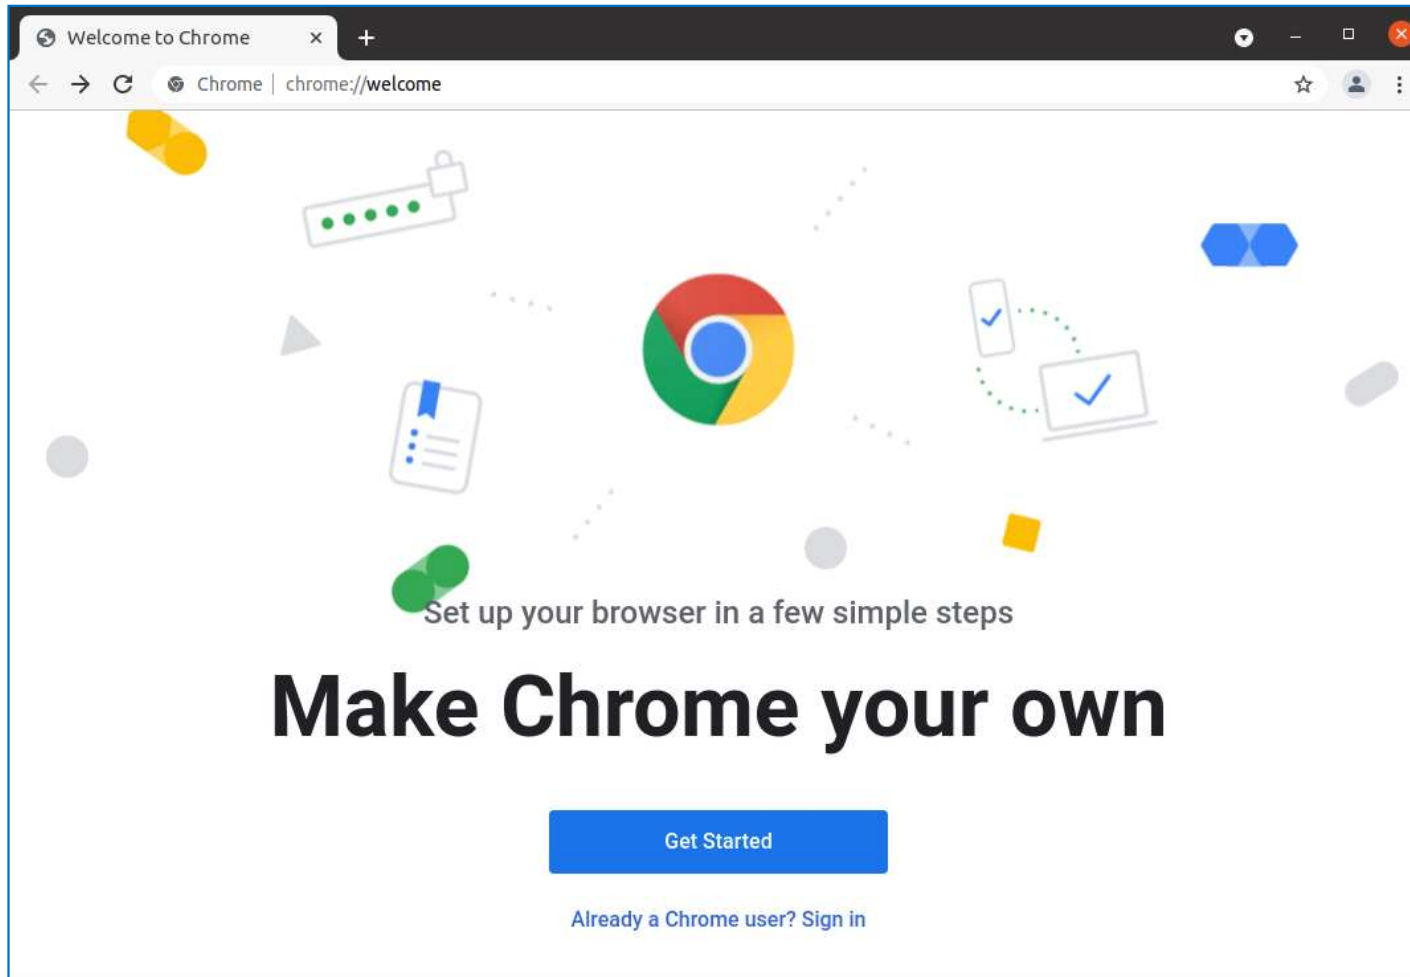 Welcome to Chrome
Chrome | chrome://welcome
Set up your browser in a few simple steps
Make Chrome your own
Get Started
Already a Chrome user? Sign in